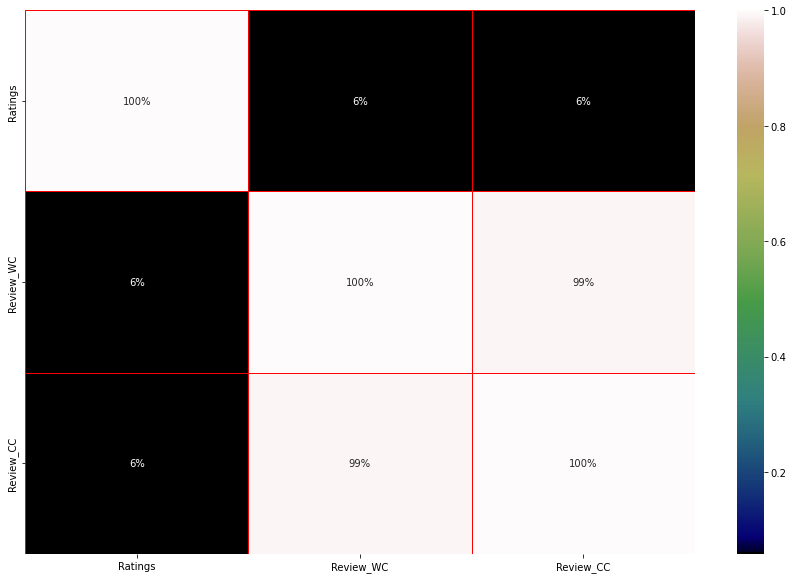 Ratings 100% 6% 6%
Review_WC 6% 100% 99%
Review_CC 6% 99% 100%
Ratings Review_WC Review_CC
1.0
0.8
0.6
0.4
0.2